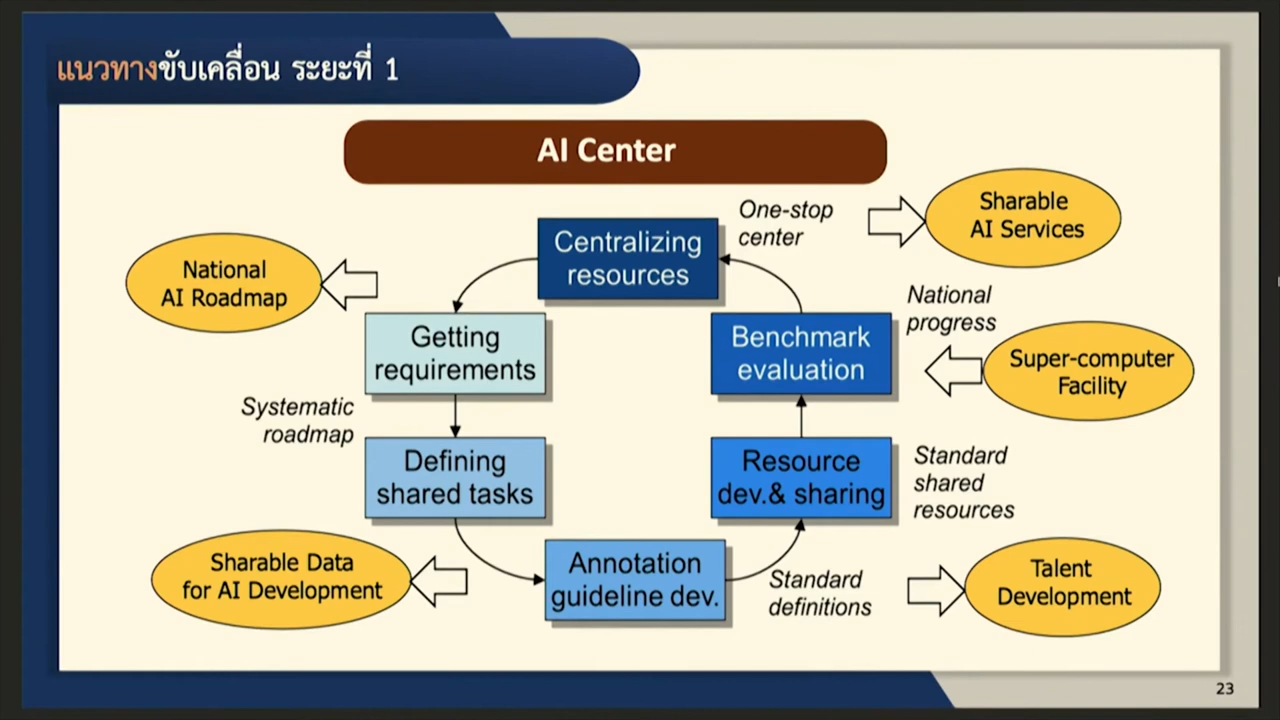 แนวทางขับเคลื่อน ระยะที่ 1
AI Center
One-stop
center
Sharable
AI Services
Centralizing
resources
National
AI Roadmap
National
progress
Getting
requirements
Benchmark
evaluation
Super-computer
Facility
Systematic
roadmap
Defining
shared tasks
Resource
dev.& sharing
Standard
shared
resources
Sharable Data
for AI Development
Annotation
guideline dev.
Standard
definitions
Talent
Development
23